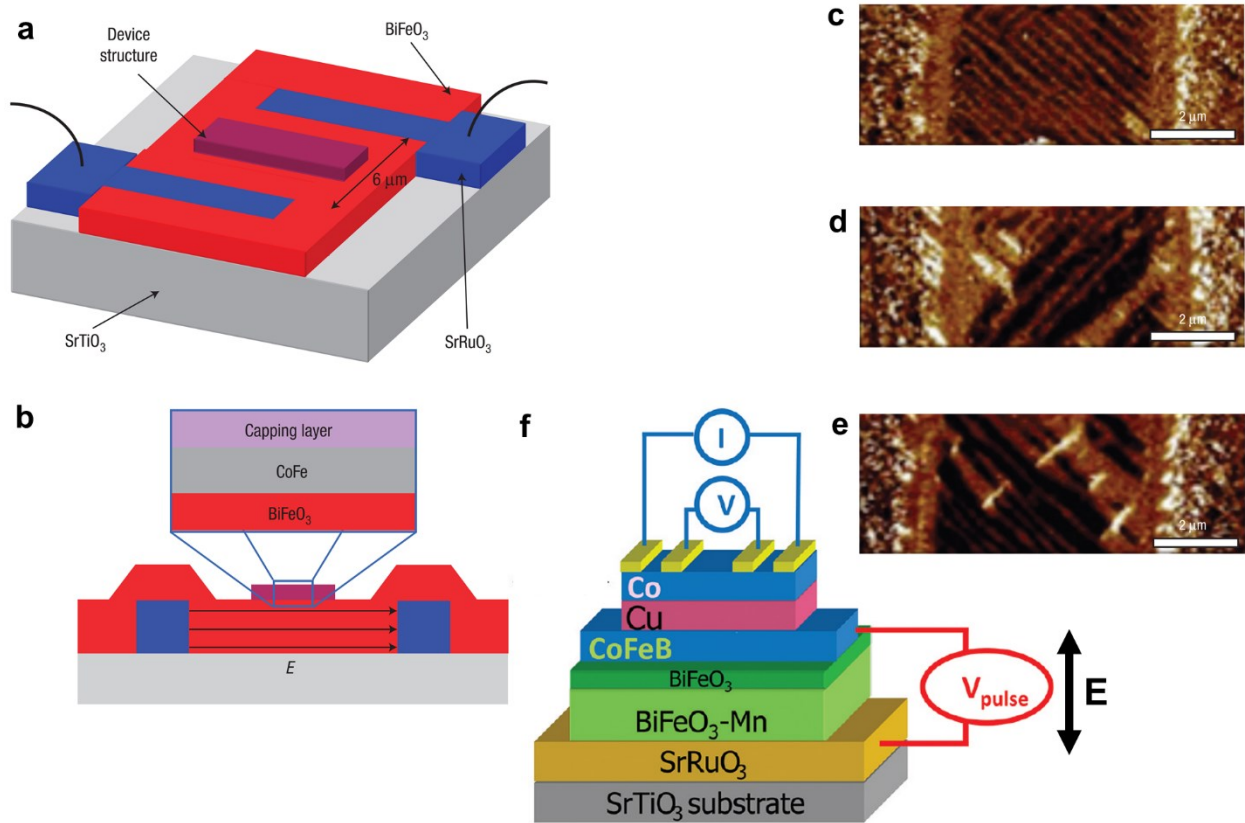 a
Device
structure
BiFeO₃
6 μm
SrTiO₃
SrRuO₃
b
Capping layer
CoFe
BiFeO₃
E
c
2 μm
d
2 μm
e
2 μm
f
I
V
Co
Cu
CoFeB
BiFeO₃
BiFeO₃-Mn
SrRuO₃
SrTiO₃ substrate
V_pulse
E